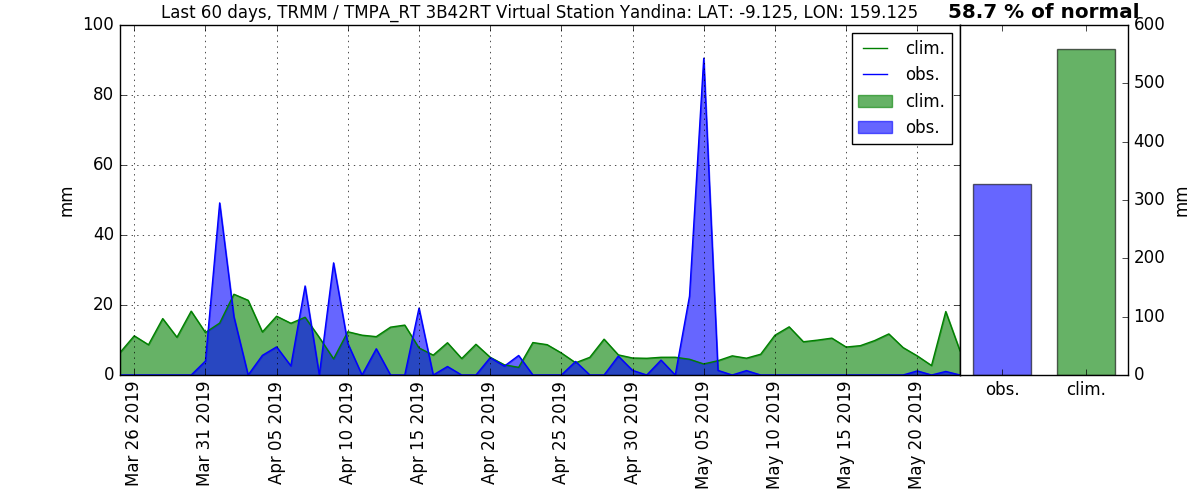 Last 60 days, TRMM / TMPA_RT 3B42RT Virtual Station Yandina: LAT: -9.125, LON: 159.125
58.7 % of normal
100
80
60
40
20
0
mm
clim.
obs.
clim.
obs.
600
500
400
300
200
100
0
mm
Mar 26 2019
Mar 31 2019
Apr 05 2019
Apr 10 2019
Apr 15 2019
Apr 20 2019
Apr 25 2019
Apr 30 2019
May 05 2019
May 10 2019
May 15 2019
May 20 2019
obs.
clim.